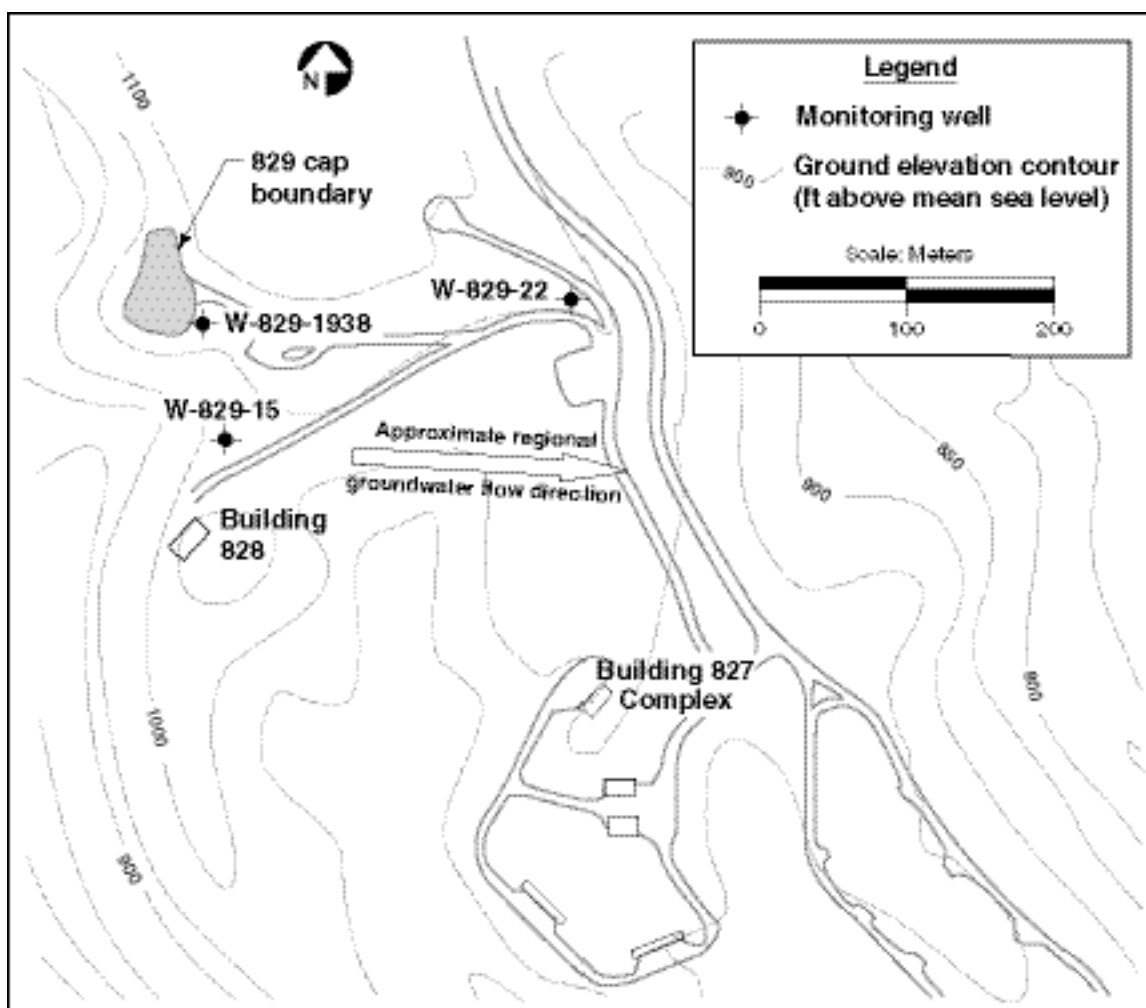 N
1100
829 cap
boundary
Legend
Monitoring well
900
Ground elevation contour
(ft above mean sea level)
Scale: Meters
0 100 200
W-829-22
W-829-1938
W-829-15
Approximate regional
groundwater flow direction
Building
828
850
900
800
Building 827
Complex
1000
900